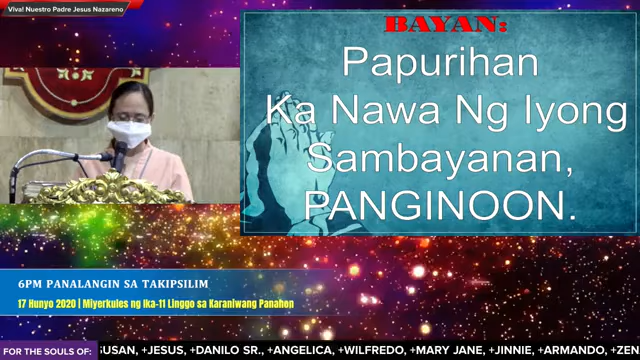 Viva! Nuestro Padre Jesus Nazareno
BAYAN:
Papurihan
Ka Nawa Ng Iyong
Sambayanan,
PANGINOON.
6PM PANALANGIN SA TAKIPSILIM
17 Hunyo 2020 | Miyerkules ng Ika-11 Linggo sa Karaniwang Panahon
FOR THE SOULS OF: GUSAN, +JESUS, +DANILO SR., +ANGELICA, +WILFREDO, +MARY JANE, +JINNIE, +ARMANDO, +ZEN